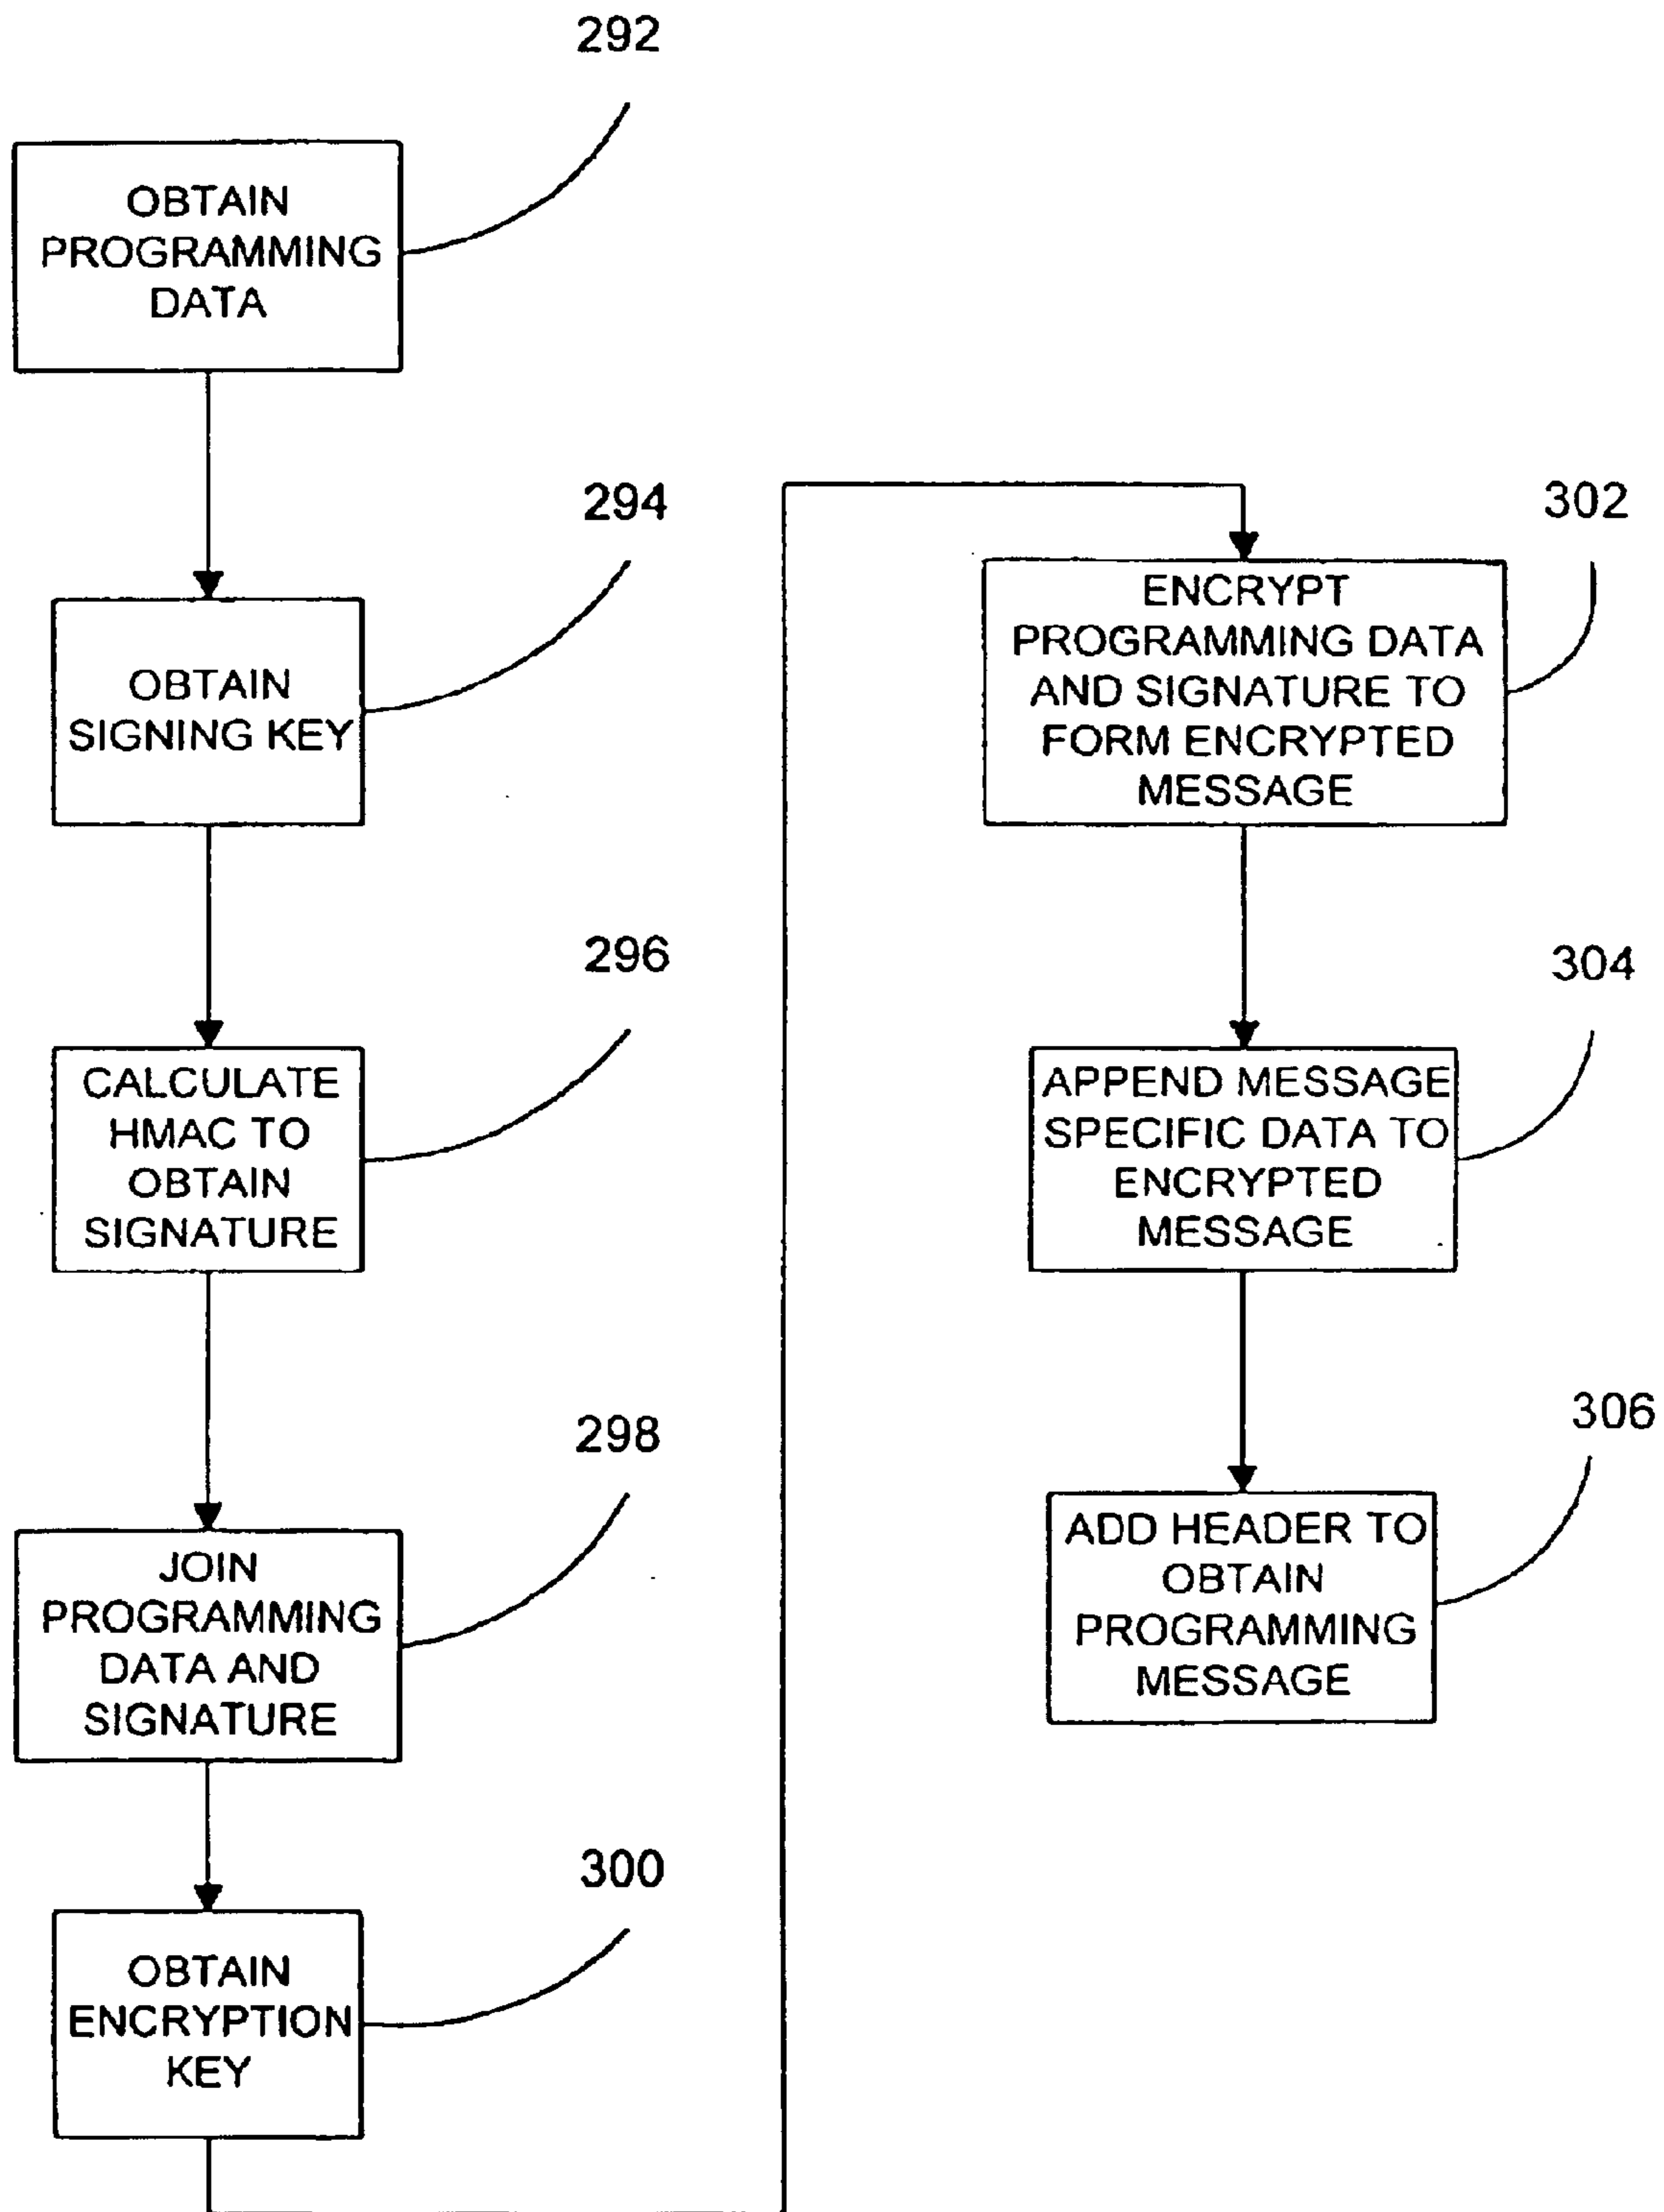 292
OBTAIN
PROGRAMMING
DATA
294
OBTAIN
SIGNING KEY
296
CALCULATE
HMAC TO
OBTAIN
SIGNATURE
298
JOIN
PROGRAMMING
DATA AND
SIGNATURE
300
OBTAIN
ENCRYPTION
KEY
302
ENCRYPT
PROGRAMMING DATA
AND SIGNATURE TO
FORM ENCRYPTED
MESSAGE
304
APPEND MESSAGE
SPECIFIC DATA TO
ENCRYPTED
MESSAGE
306
ADD HEADER TO
OBTAIN
PROGRAMMING
MESSAGE